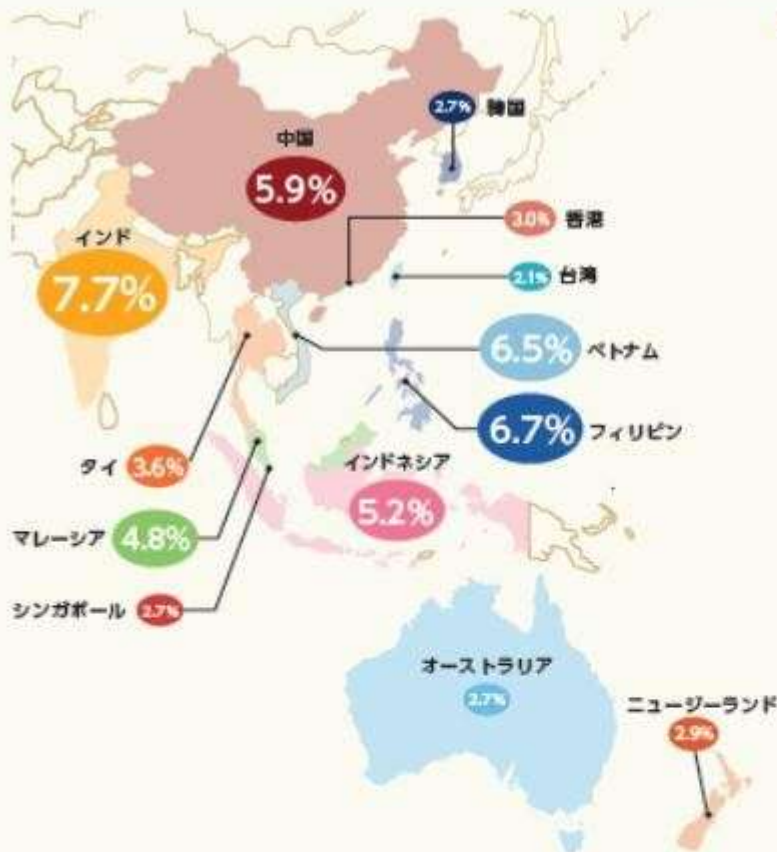 2.7% 韓国
中国
5.9%
3.0% 香港
インド
7.7%
2.1% 台湾
6.5% ベトナム
6.7% フィリピン
タイ 3.6%
インドネシア
5.2%
マレーシア 4.8%
シンガポール 2.7%
オーストラリア
2.7%
ニュージーランド
2.9%